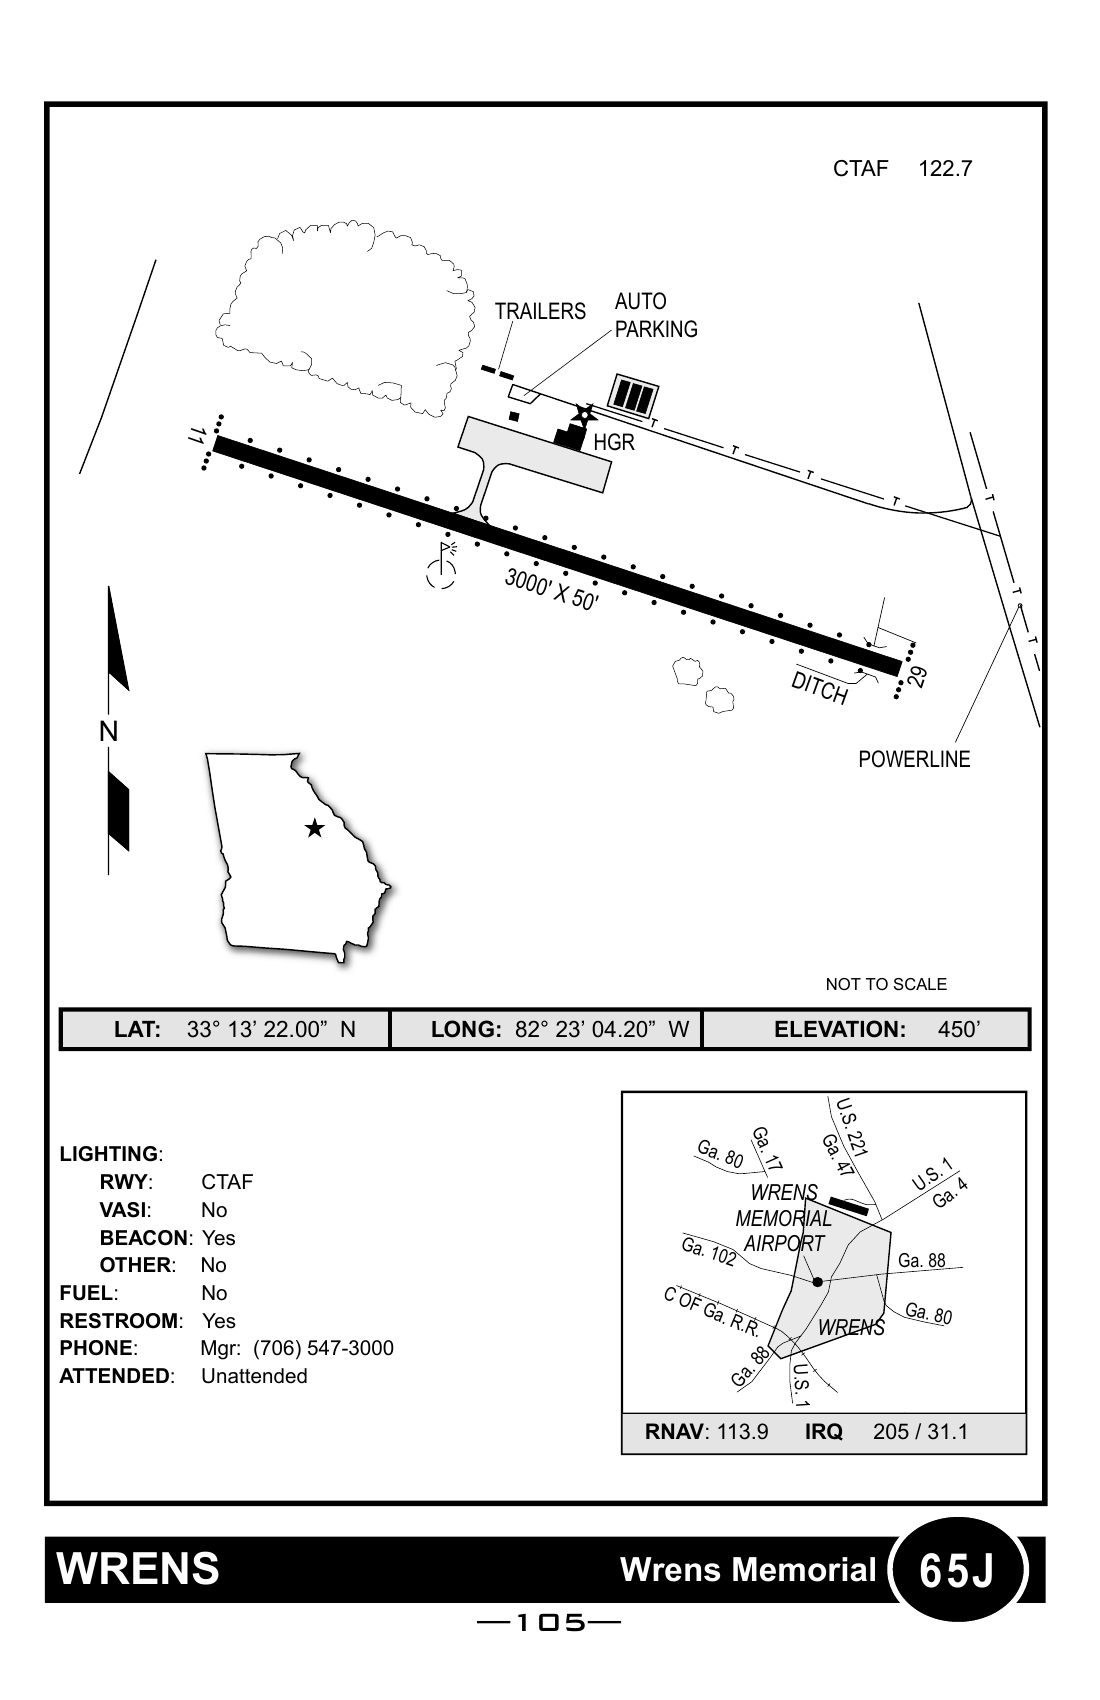 CTAF 122.7
TRAILERS
AUTO
PARKING
11
HGR
T
T
T
T
T
3000' X 50'
T
T
29
DITCH
N
POWERLINE
NOT TO SCALE
LAT: 33° 13’ 22.00” N LONG: 82° 23’ 04.20” W ELEVATION: 450’
LIGHTING:
RWY: CTAF
VASI: No
BEACON: Yes
OTHER: No
FUEL: No
RESTROOM: Yes
PHONE: Mgr: (706) 547-3000
ATTENDED: Unattended
U.S. 221
Ga. 47
Ga. 17
Ga. 80
U.S. 1
Ga. 4
WRENS
MEMORIAL
AIRPORT
Ga. 102
Ga. 88
C OF Ga. R.R.
Ga. 80
WRENS
Ga. 88
U.S. 1
RNAV: 113.9 IRQ 205 / 31.1
WRENS Wrens Memorial 65J
—105—